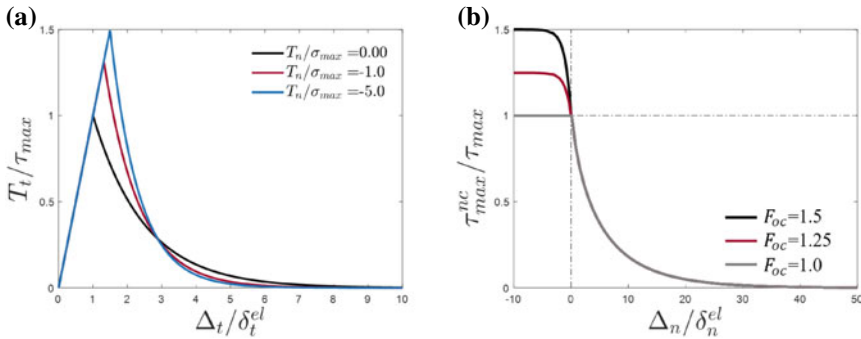 (a)
T_t/τ_max
1.5
1
0.5
0
T_n/σ_max =0.00
T_n/σ_max =-1.0
T_n/σ_max =-5.0
0 1 2 3 4 5 6 7 8 9 10
Δ_t/δ_t^el
(b)
τ_max^nc/τ_max
1.5
1
0.5
0
F_oc=1.5
F_oc=1.25
F_oc=1.0
-10 0 10 20 30 40 50
Δ_n/δ_n^el